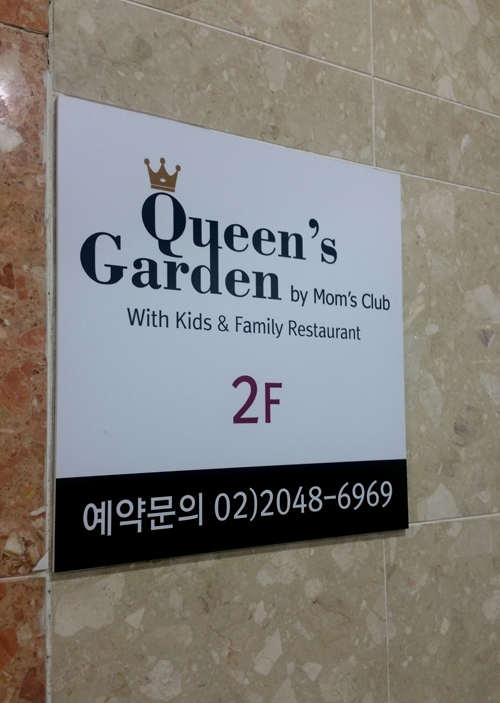 Queen's
Garden by Mom's Club
With Kids & Family Restaurant
2F
예약문의 02)2048-6969